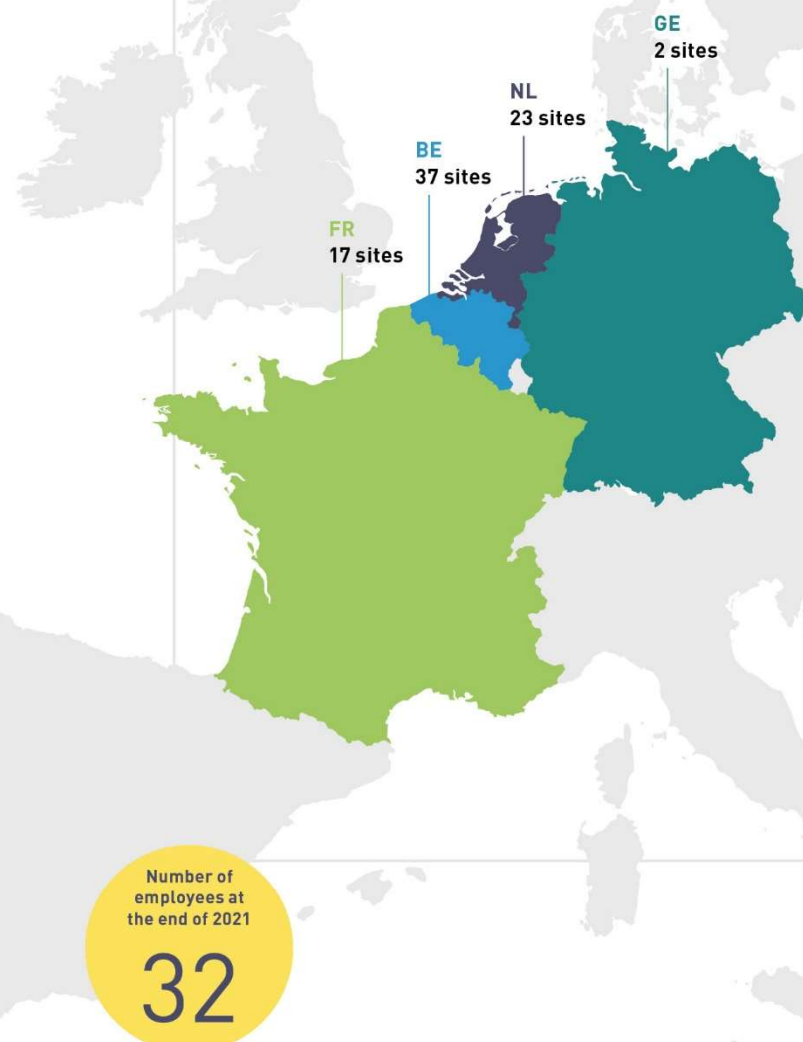 GE
2 sites
NL
23 sites
BE
37 sites
FR
17 sites
Number of
employees at
the end of 2021
32